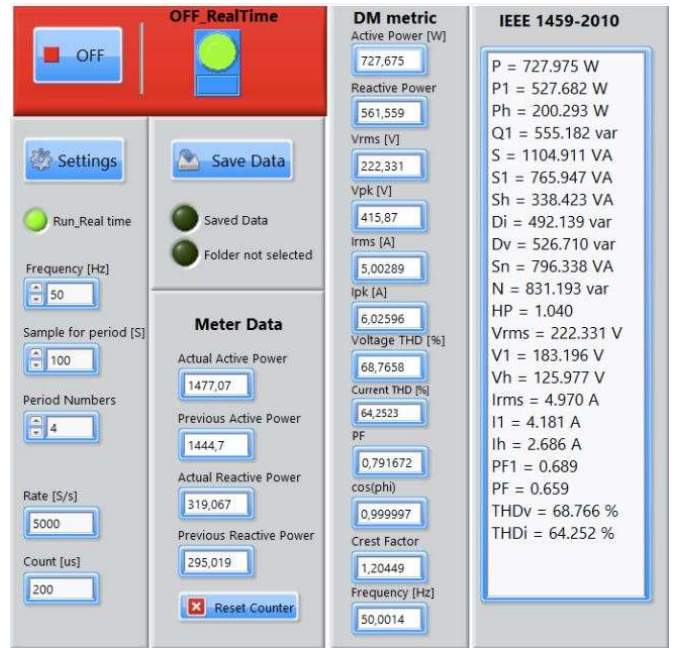 OFF
OFF_RealTime
Settings
Run_Real time
Frequency [Hz]
50
Sample for period [S]
100
Period Numbers
4
Rate [S/s]
5000
Count [us]
200
Save Data
Saved Data
Folder not selected
Meter Data
Actual Active Power
1477,07
Previous Active Power
1444,7
Actual Reactive Power
319,067
Previous Reactive Power
295,019
Reset Counter
DM metric
Active Power [W]
727,675
Reactive Power
561,559
Vrms [V]
222,331
Vpk [V]
415,87
Irms [A]
5,00289
Ipk [A]
6,02596
Voltage THD [%]
68,7658
Current THD [%]
64,2523
PF
0,791672
cos(phi)
0,999997
Crest Factor
1,20449
Frequency [Hz]
50,0014
IEEE 1459-2010
P = 727.975 W
P1 = 527.682 W
Ph = 200.293 W
Q1 = 555.182 var
S = 1104.911 VA
S1 = 765.947 VA
Sh = 338.423 VA
Di = 492.139 var
Dv = 526.710 var
Sn = 796.338 VA
N = 831.193 var
HP = 1.040
Vrms = 222.331 V
V1 = 183.196 V
Vh = 125.977 V
Irms = 4.970 A
I1 = 4.181 A
Ih = 2.686 A
PF1 = 0.689
PF = 0.659
THDv = 68.766 %
THDi = 64.252 %